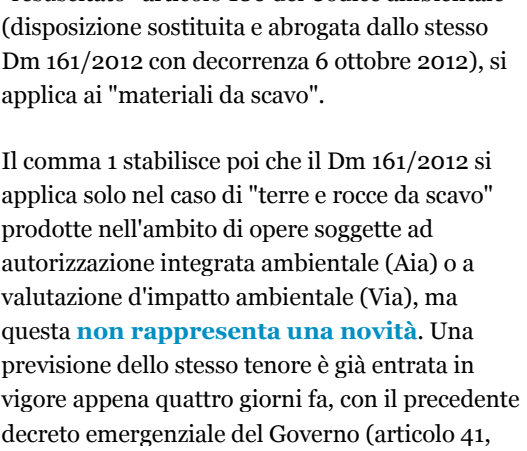 (disposizione sostituita e abrogata dallo stesso
Dm 161/2012 con decorrenza 6 ottobre 2012), si
applica ai "materiali da scavo".
Il comma 1 stabilisce poi che il Dm 161/2012 si
applica solo nel caso di "terre e rocce da scavo"
prodotte nell'ambito di opere soggette ad
autorizzazione integrata ambientale (Aia) o a
valutazione d'impatto ambientale (Via), ma
questa non rappresenta una novità. Una
previsione dello stesso tenore è già entrata in
vigore appena quattro giorni fa, con il precedente
decreto emergenziale del Governo (articolo 41,